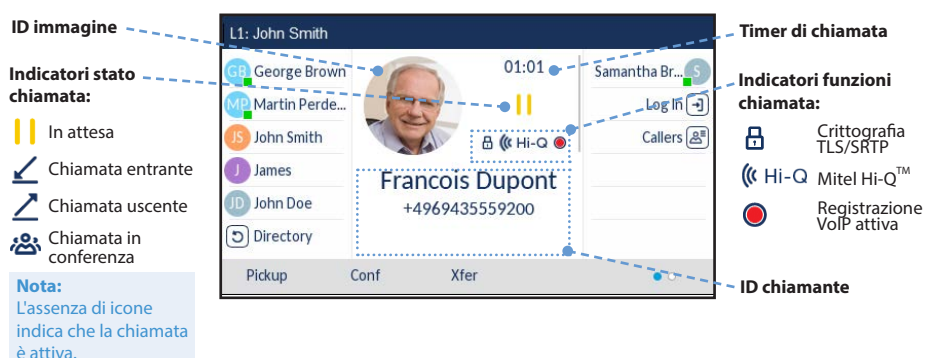 ID immagine
Indicatori stato
chiamata:
In attesa
Chiamata entrante
Chiamata uscente
Chiamata in
conferenza
Nota:
L'assenza di icone
indica che la chiamata
è attiva.
L1: John Smith
GB George Brown
MP Martin Perde...
JS John Smith
J James
JD John Doe
Directory
01:01
Hi-Q
Francois Dupont
+4969435559200
Samantha Br... S
Log In
Callers
Pickup Conf Xfer
Timer di chiamata
Indicatori funzioni
chiamata:
Crittografia
TLS/SRTP
Hi-Q Mitel Hi-Q™
Registrazione
VoIP attiva
ID chiamante